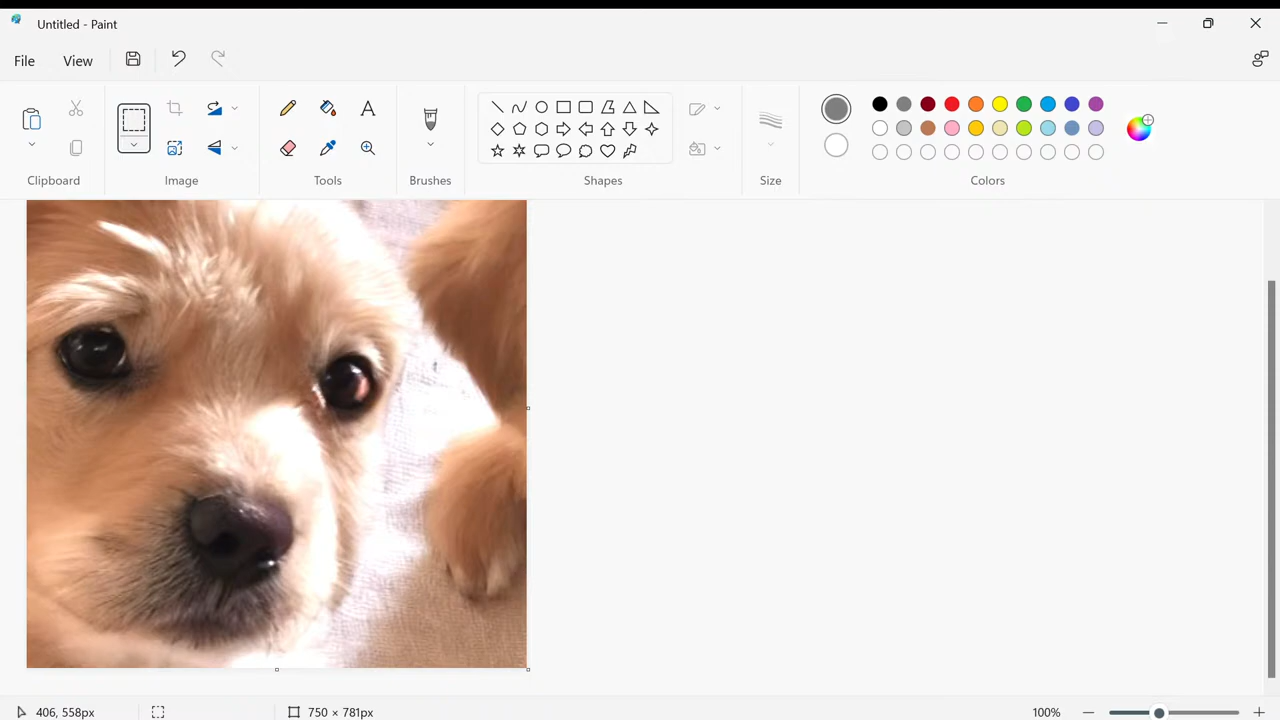 Untitled - Paint
File View
Clipboard Image Tools Brushes Shapes Size Colors
406, 558px 750 × 781px 100%